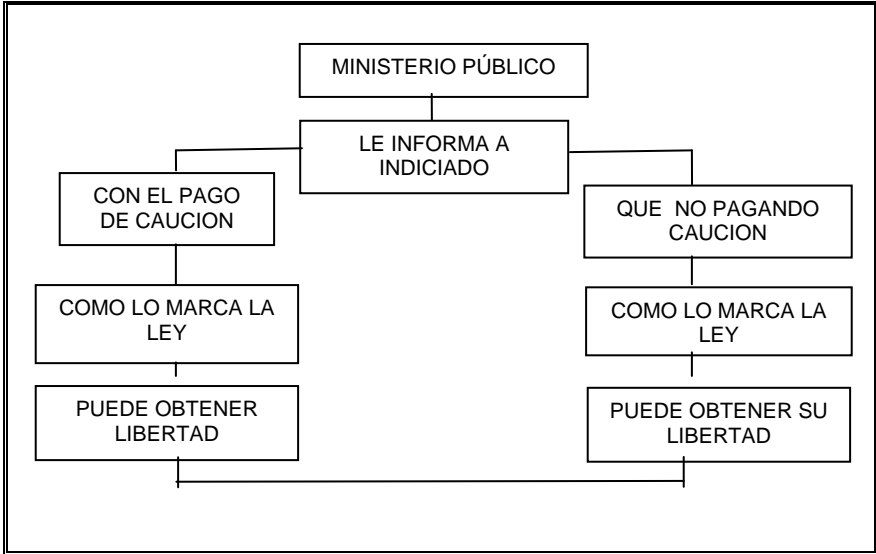 MINISTERIO PÚBLICO
LE INFORMA A
INDICIADO
CON EL PAGO
DE CAUCION
COMO LO MARCA LA
LEY
PUEDE OBTENER
LIBERTAD
QUE NO PAGANDO
CAUCION
COMO LO MARCA LA
LEY
PUEDE OBTENER SU
LIBERTAD